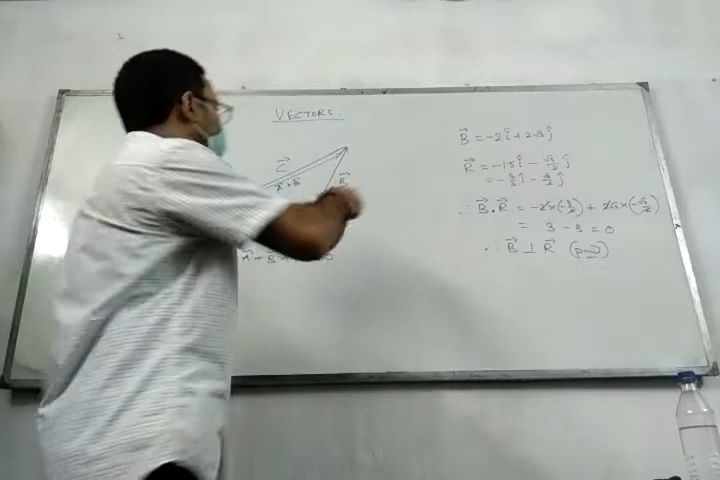 VECTORS.
C⃗
A⃗+B⃗
B⃗
B⃗ = -2î + 2√3ĵ
R⃗ = -1.5î - √3/2 ĵ
= -3/2 î - √3/2 ĵ
∴ B⃗ . R⃗ = -2×(-3/2) + 2√3×(-√3/2)
= 3 - 3 = 0
∴ B⃗ ⊥ R⃗